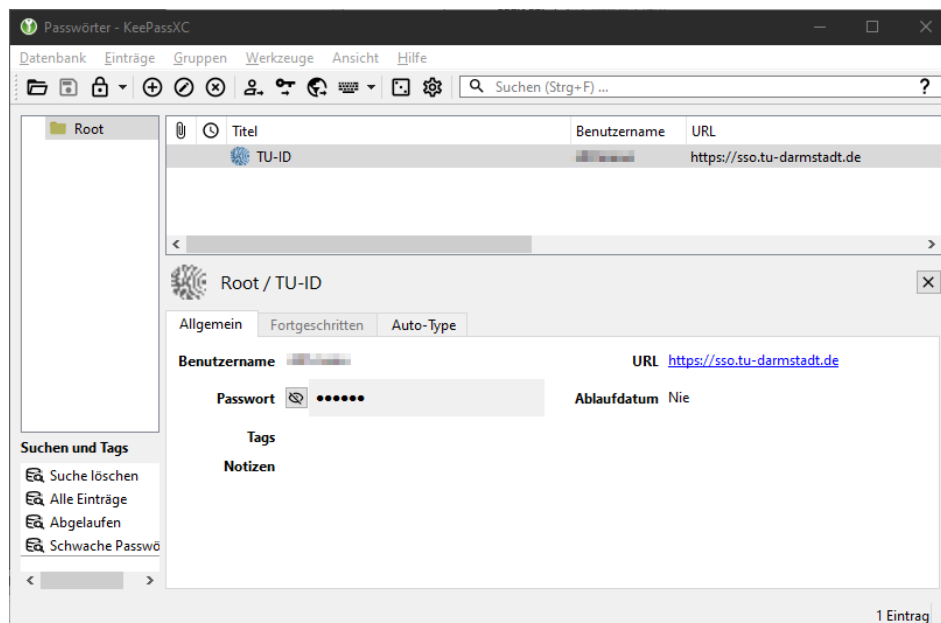 Passwörter - KeePassXC
Datenbank Einträge Gruppen Werkzeuge Ansicht Hilfe
Suchen (Strg+F) ... ?
Root
Titel Benutzername URL
TU-ID https://sso.tu-darmstadt.de
Root / TU-ID
Allgemein Fortgeschritten Auto-Type
Benutzername URL https://sso.tu-darmstadt.de
Passwort ●●●●●● Ablaufdatum Nie
Tags
Notizen
Suchen und Tags
Suche löschen
Alle Einträge
Abgelaufen
Schwache Passwö
1 Eintrag